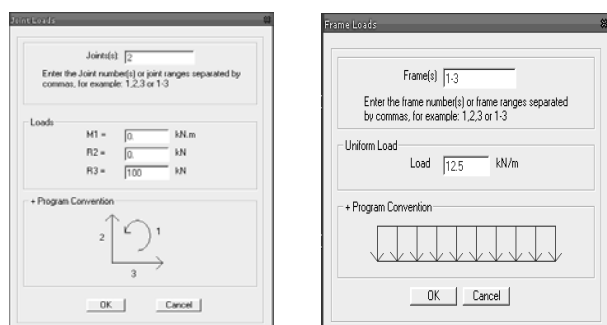 Joint Loads
Joints(s): 2
Enter the Joint number(s) or joint ranges separated by
commas, for example: 1,2,3 or 1-3
Loads
M1 = 0. kN.m
R2 = 0. kN
R3 = 100 kN
+ Program Convention
2
1
3
OK Cancel
Frame Loads
Frame(s) 1-3
Enter the frame number(s) or frame ranges separated
by commas, for example: 1,2,3 or 1-3
Uniform Load
Load 12.5 kN/m
+ Program Convention
OK Cancel